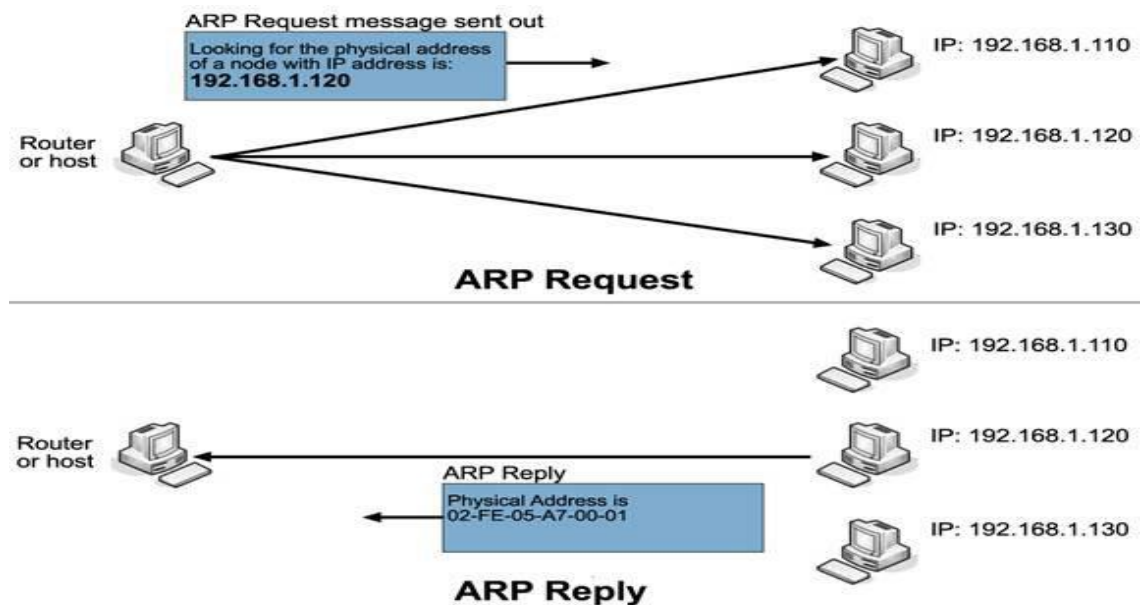 ARP Request message sent out
Looking for the physical address
of a node with IP address is:
192.168.1.120
IP: 192.168.1.110
Router
or host
IP: 192.168.1.120
IP: 192.168.1.130
ARP Request
IP: 192.168.1.110
Router
or host
IP: 192.168.1.120
ARP Reply
Physical Address is
02-FE-05-A7-00-01
IP: 192.168.1.130
ARP Reply